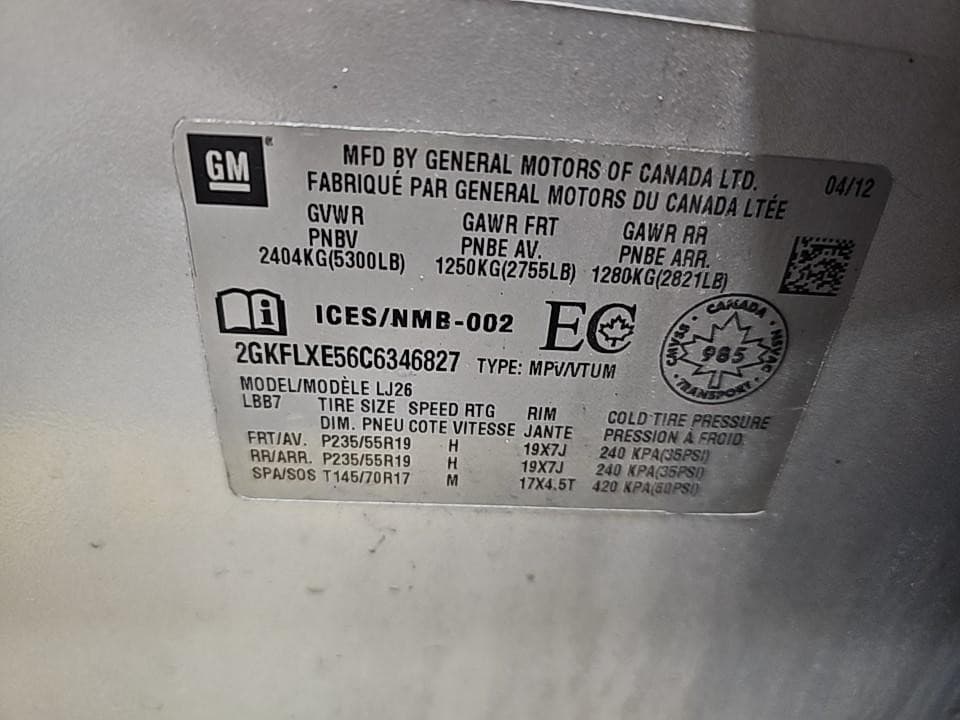 GM
MFD BY GENERAL MOTORS OF CANADA LTD. 04/12
FABRIQUÉ PAR GENERAL MOTORS DU CANADA LTÉE
GVWR GAWR FRT GAWR RR
PNBV PNBE AV. PNBE ARR.
2404KG(5300LB) 1250KG(2755LB) 1280KG(2821LB)
i ICES/NMB-002 EC
CANADA
CMVSS 985 NSVAC
TRANSPORT
2GKFLXE56C6346827 TYPE: MPV/VTUM
MODEL/MODÈLE LJ26
LBB7 TIRE SIZE SPEED RTG RIM COLD TIRE PRESSURE
DIM. PNEU COTE VITESSE JANTE PRESSION À FROID
FRT/AV. P235/55R19 H 19X7J 240 KPA(35PSI)
RR/ARR. P235/55R19 H 19X7J 240 KPA(35PSI)
SPA/SOS T145/70R17 M 17X4.5T 420 KPA(60PSI)